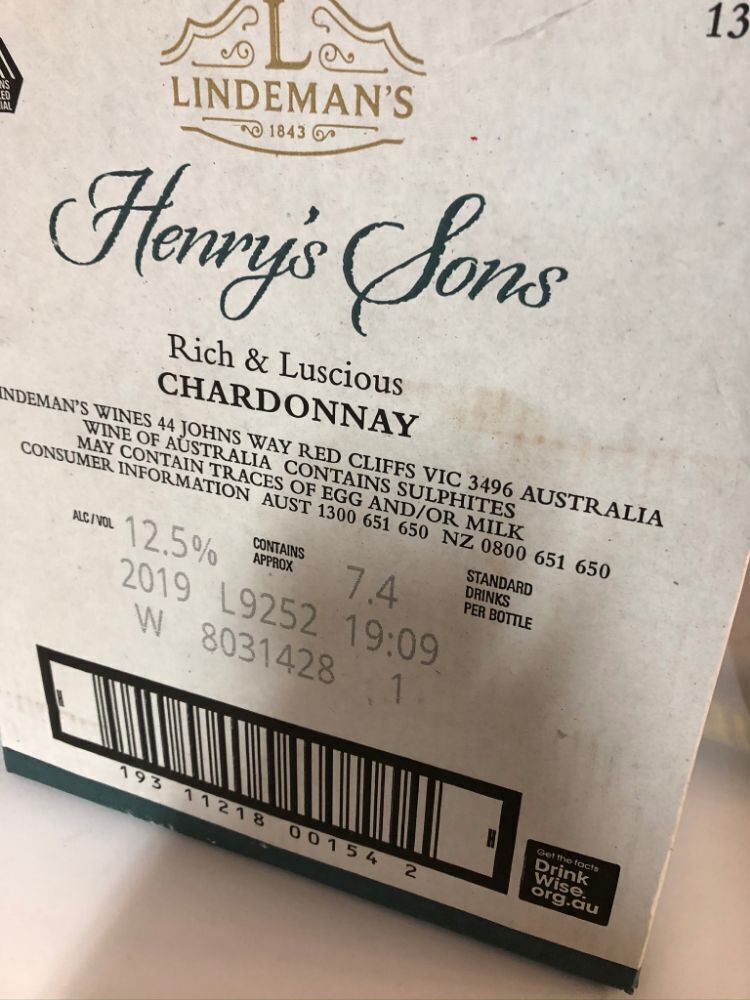 13
NS
ED
IAL
L
LINDEMAN'S
1843
Henry's Sons
Rich & Luscious
CHARDONNAY
INDEMAN'S WINES 44 JOHNS WAY RED CLIFFS VIC 3496 AUSTRALIA
WINE OF AUSTRALIA CONTAINS SULPHITES
MAY CONTAIN TRACES OF EGG AND/OR MILK
CONSUMER INFORMATION AUST 1300 651 650 NZ 0800 651 650
ALC/VOL 12.5% CONTAINS APPROX 7.4 STANDARD DRINKS PER BOTTLE
2019 L9252 19:09
W 8031428 1
H H
193 11218 00154 2
Get the facts
Drink
Wise.
org.au